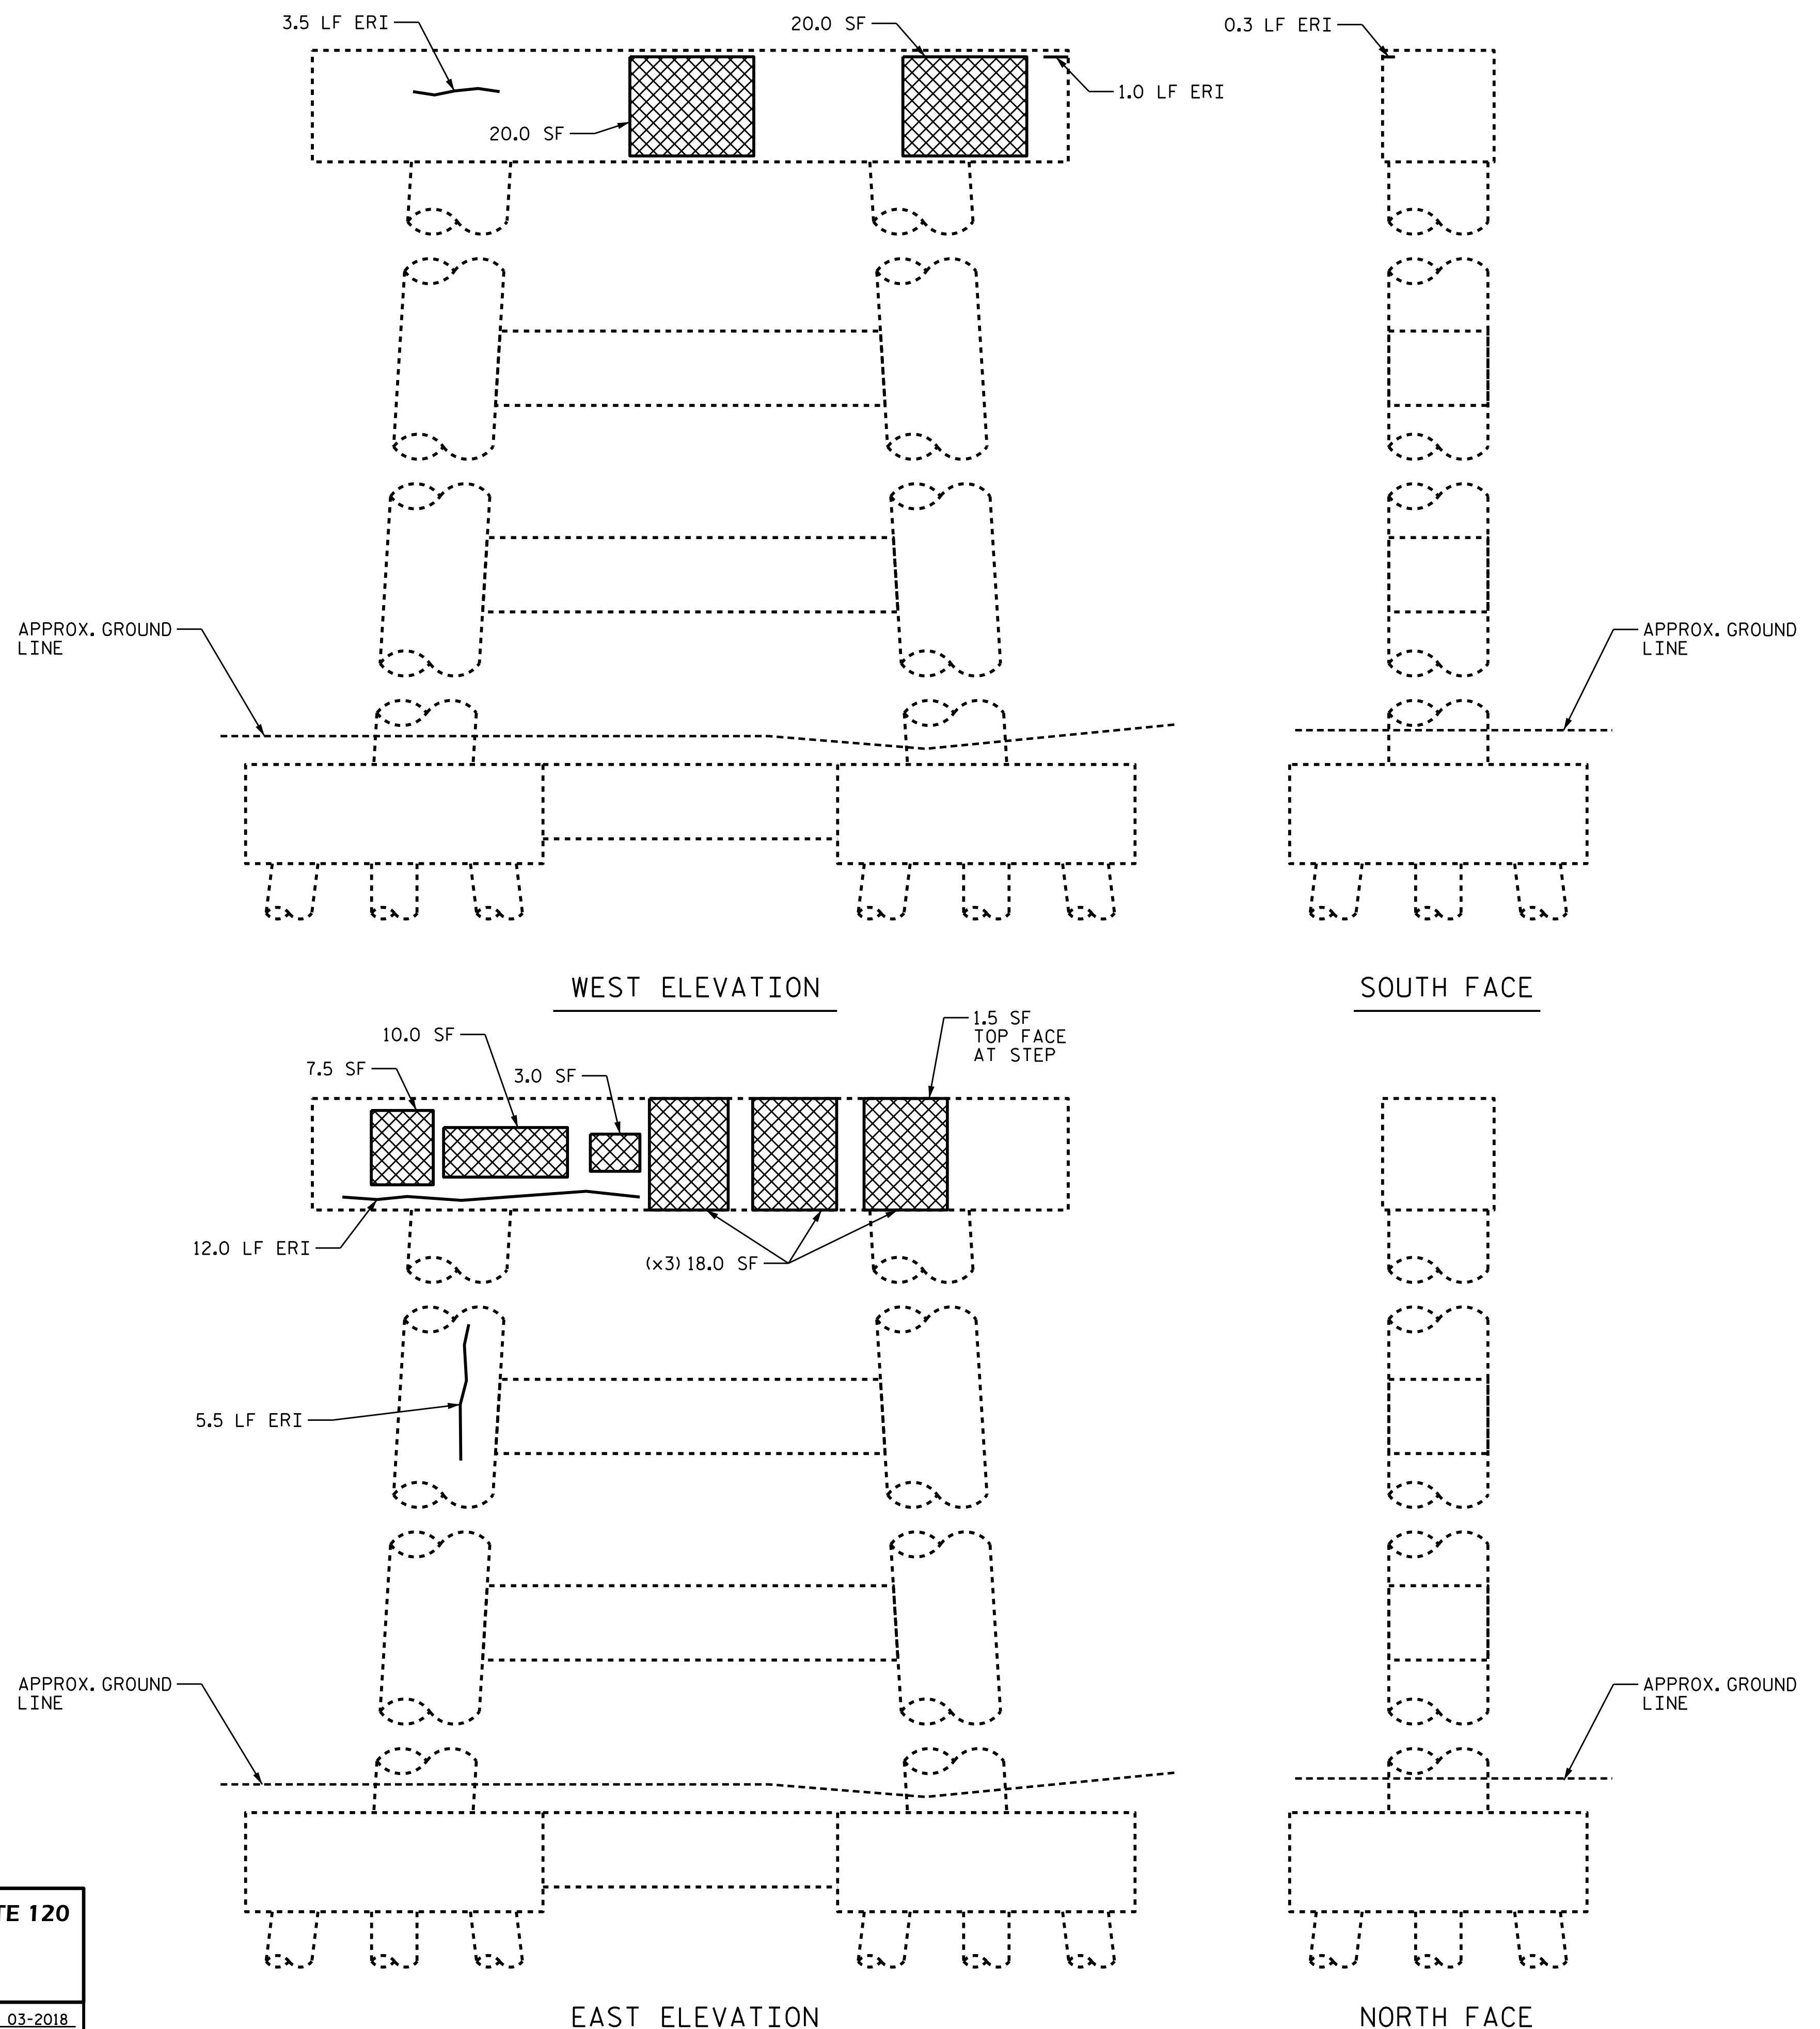 3.5 LF ERI
20.0 SF
0.3 LF ERI
1.0 LF ERI
20.0 SF
APPROX. GROUND
LINE
APPROX. GROUND
LINE
WEST ELEVATION
SOUTH FACE
1.5 SF
TOP FACE
AT STEP
10.0 SF
7.5 SF
3.0 SF
12.0 LF ERI
(x3) 18.0 SF
5.5 LF ERI
APPROX. GROUND
LINE
APPROX. GROUND
LINE
120
03-2018
EAST ELEVATION
NORTH FACE